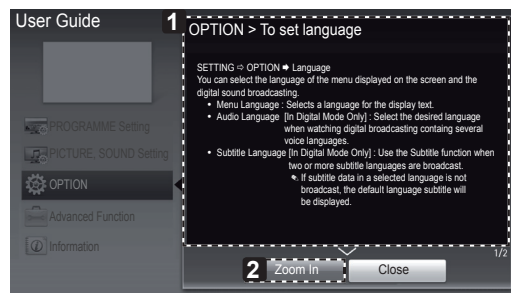 User Guide
1
OPTION > To set language
SETTING ⇨ OPTION ➡ Language
You can select the language of the menu displayed on the screen and the
digital sound broadcasting.
• Menu Language : Selects a language for the display text.
• Audio Language [In Digital Mode Only] : Select the desired language
when watching digital broadcasting containg several
voice languages.
• Subtitle Language [In Digital Mode Only] : Use the Subtitle function when
two or more subtitle languages are broadcast.
✎ If subtitle data in a selected language is not
broadcast, the default language subtitle will
be displayed.
PROGRAMME Setting
PICTURE, SOUND Setting
OPTION
Advanced Function
Information
1/2
2
Zoom In
Close